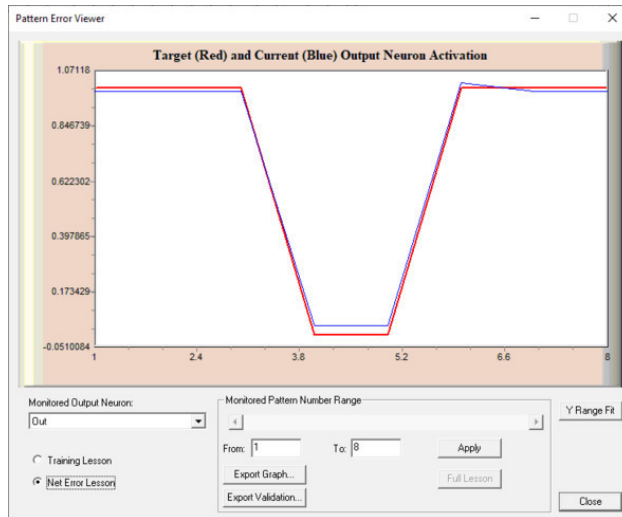 Pattern Error Viewer
Target (Red) and Current (Blue) Output Neuron Activation
1.07118
0.846739
0.622302
0.397865
0.173429
-0.0510084
1 2.4 3.8 5.2 6.6 8
Monitored Output Neuron:
Out
Training Lesson
Net Error Lesson
Monitored Pattern Number Range
From: 1 To: 8 Apply
Export Graph... Full Lesson
Export Validation...
Y Range Fit
Close